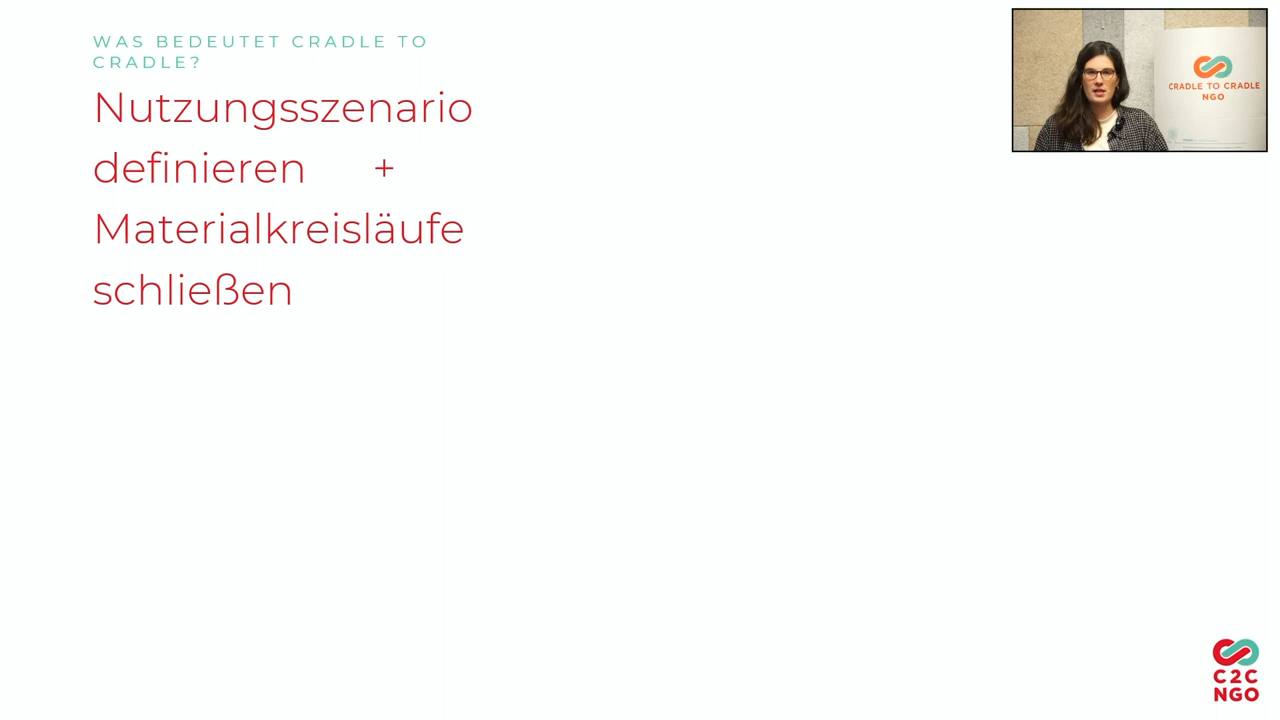 WAS BEDEUTET CRADLE TO
CRADLE?
Nutzungsszenario
definieren +
Materialkreisläufe
schließen
CRADLE TO CRADLE
NGO
C2C
NGO